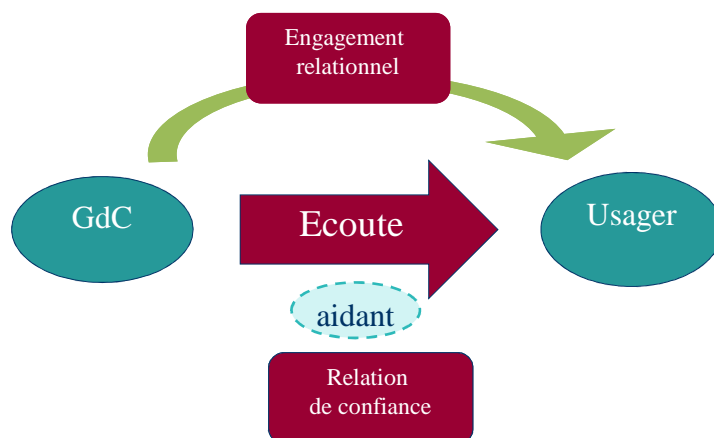 Engagement
relationnel
GdC
Ecoute
Usager
aidant
Relation
de confiance